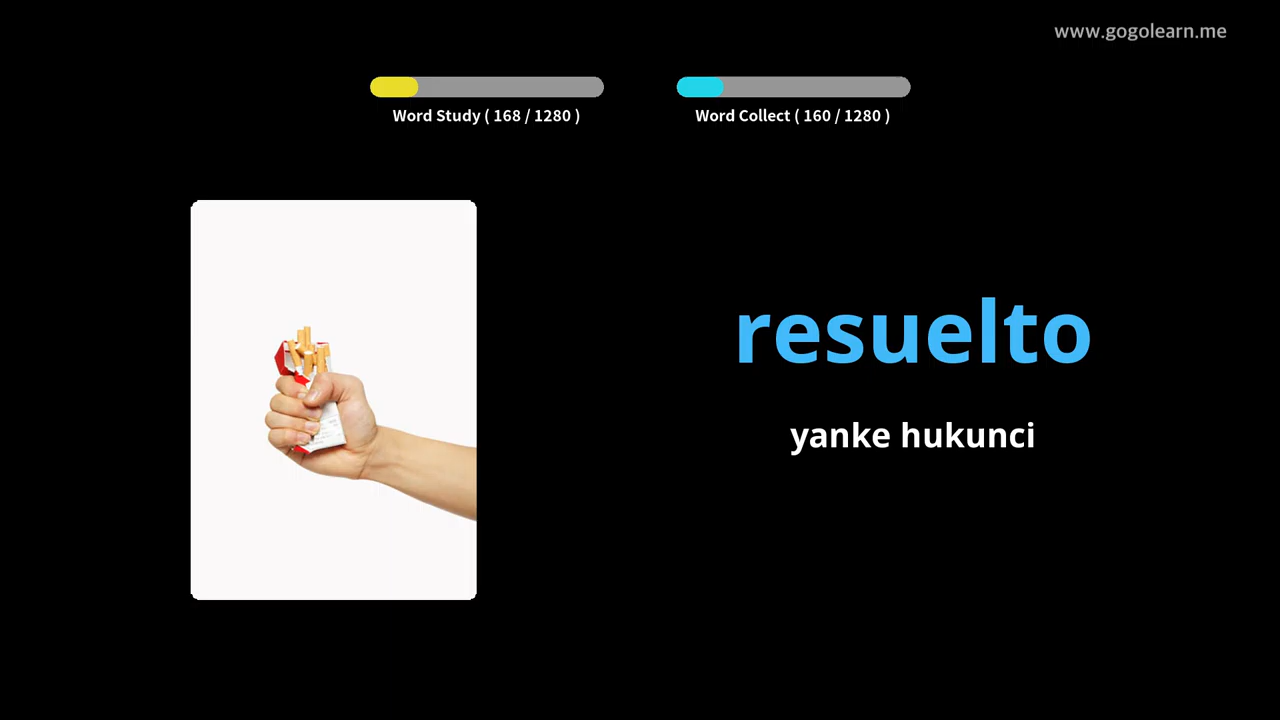 www.gogolearn.me
Word Study ( 168 / 1280 )
Word Collect ( 160 / 1280 )
resuelto
yanke hukunci